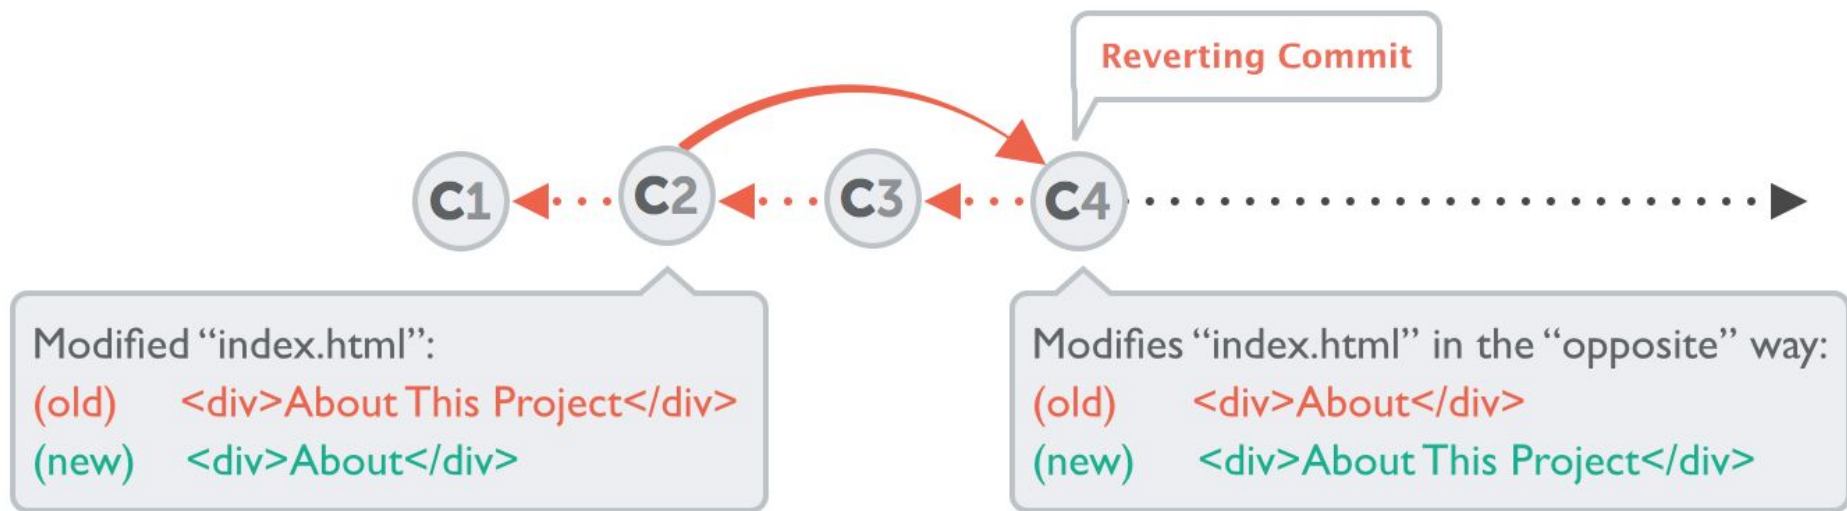 Reverting Commit
C1
C2
C3
C4
Modified “index.html”:
(old) <div>About This Project</div>
(new) <div>About</div>
Modifies “index.html” in the “opposite” way:
(old) <div>About</div>
(new) <div>About This Project</div>